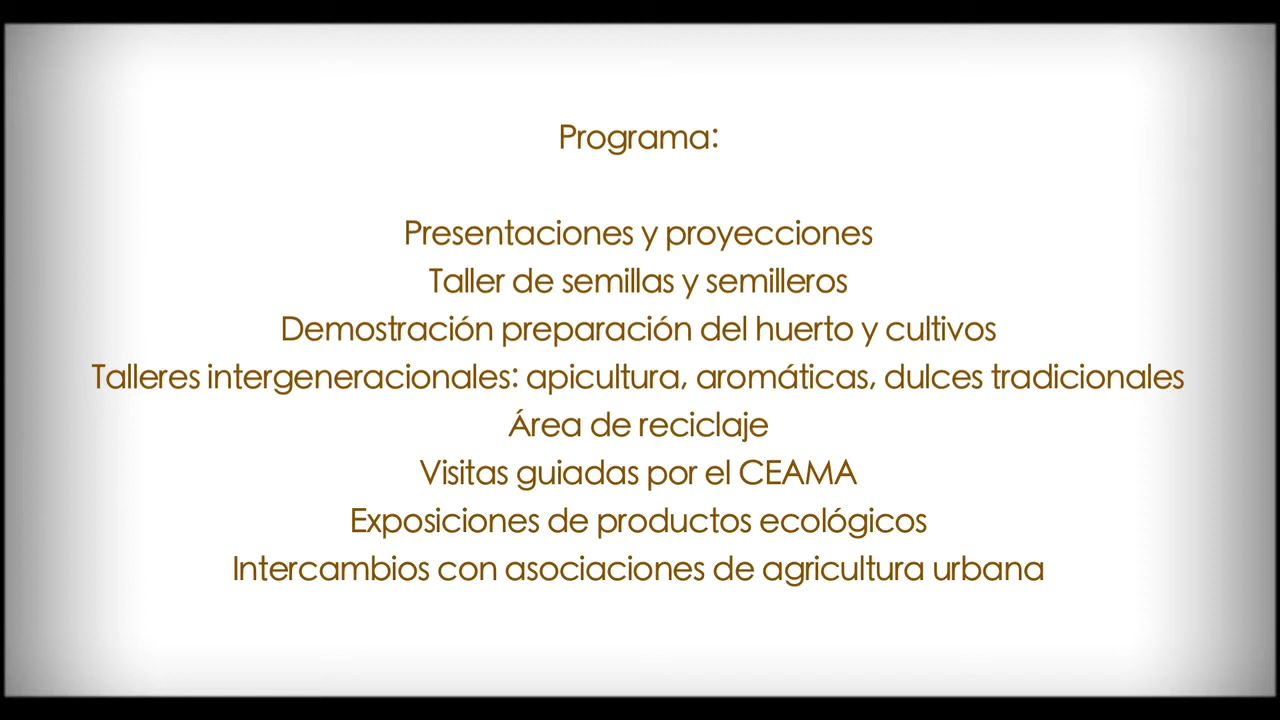 Programa:
Presentaciones y proyecciones
Taller de semillas y semilleros
Demostración preparación del huerto y cultivos
Talleres intergeneracionales: apicultura, aromáticas, dulces tradicionales
Área de reciclaje
Visitas guiadas por el CEAMA
Exposiciones de productos ecológicos
Intercambios con asociaciones de agricultura urbana